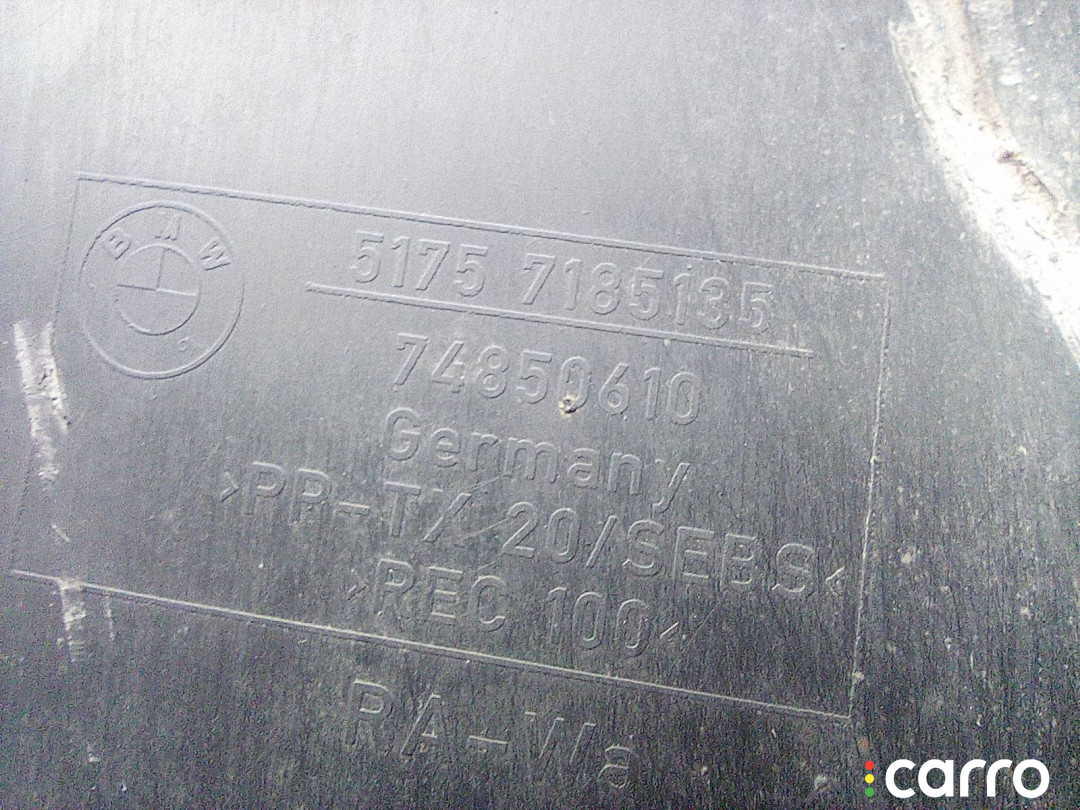 BMW
5175 7185135
74850610
Germany
>PP-TX 20/SEBS<
>REC 100<
RA-Wa
carro